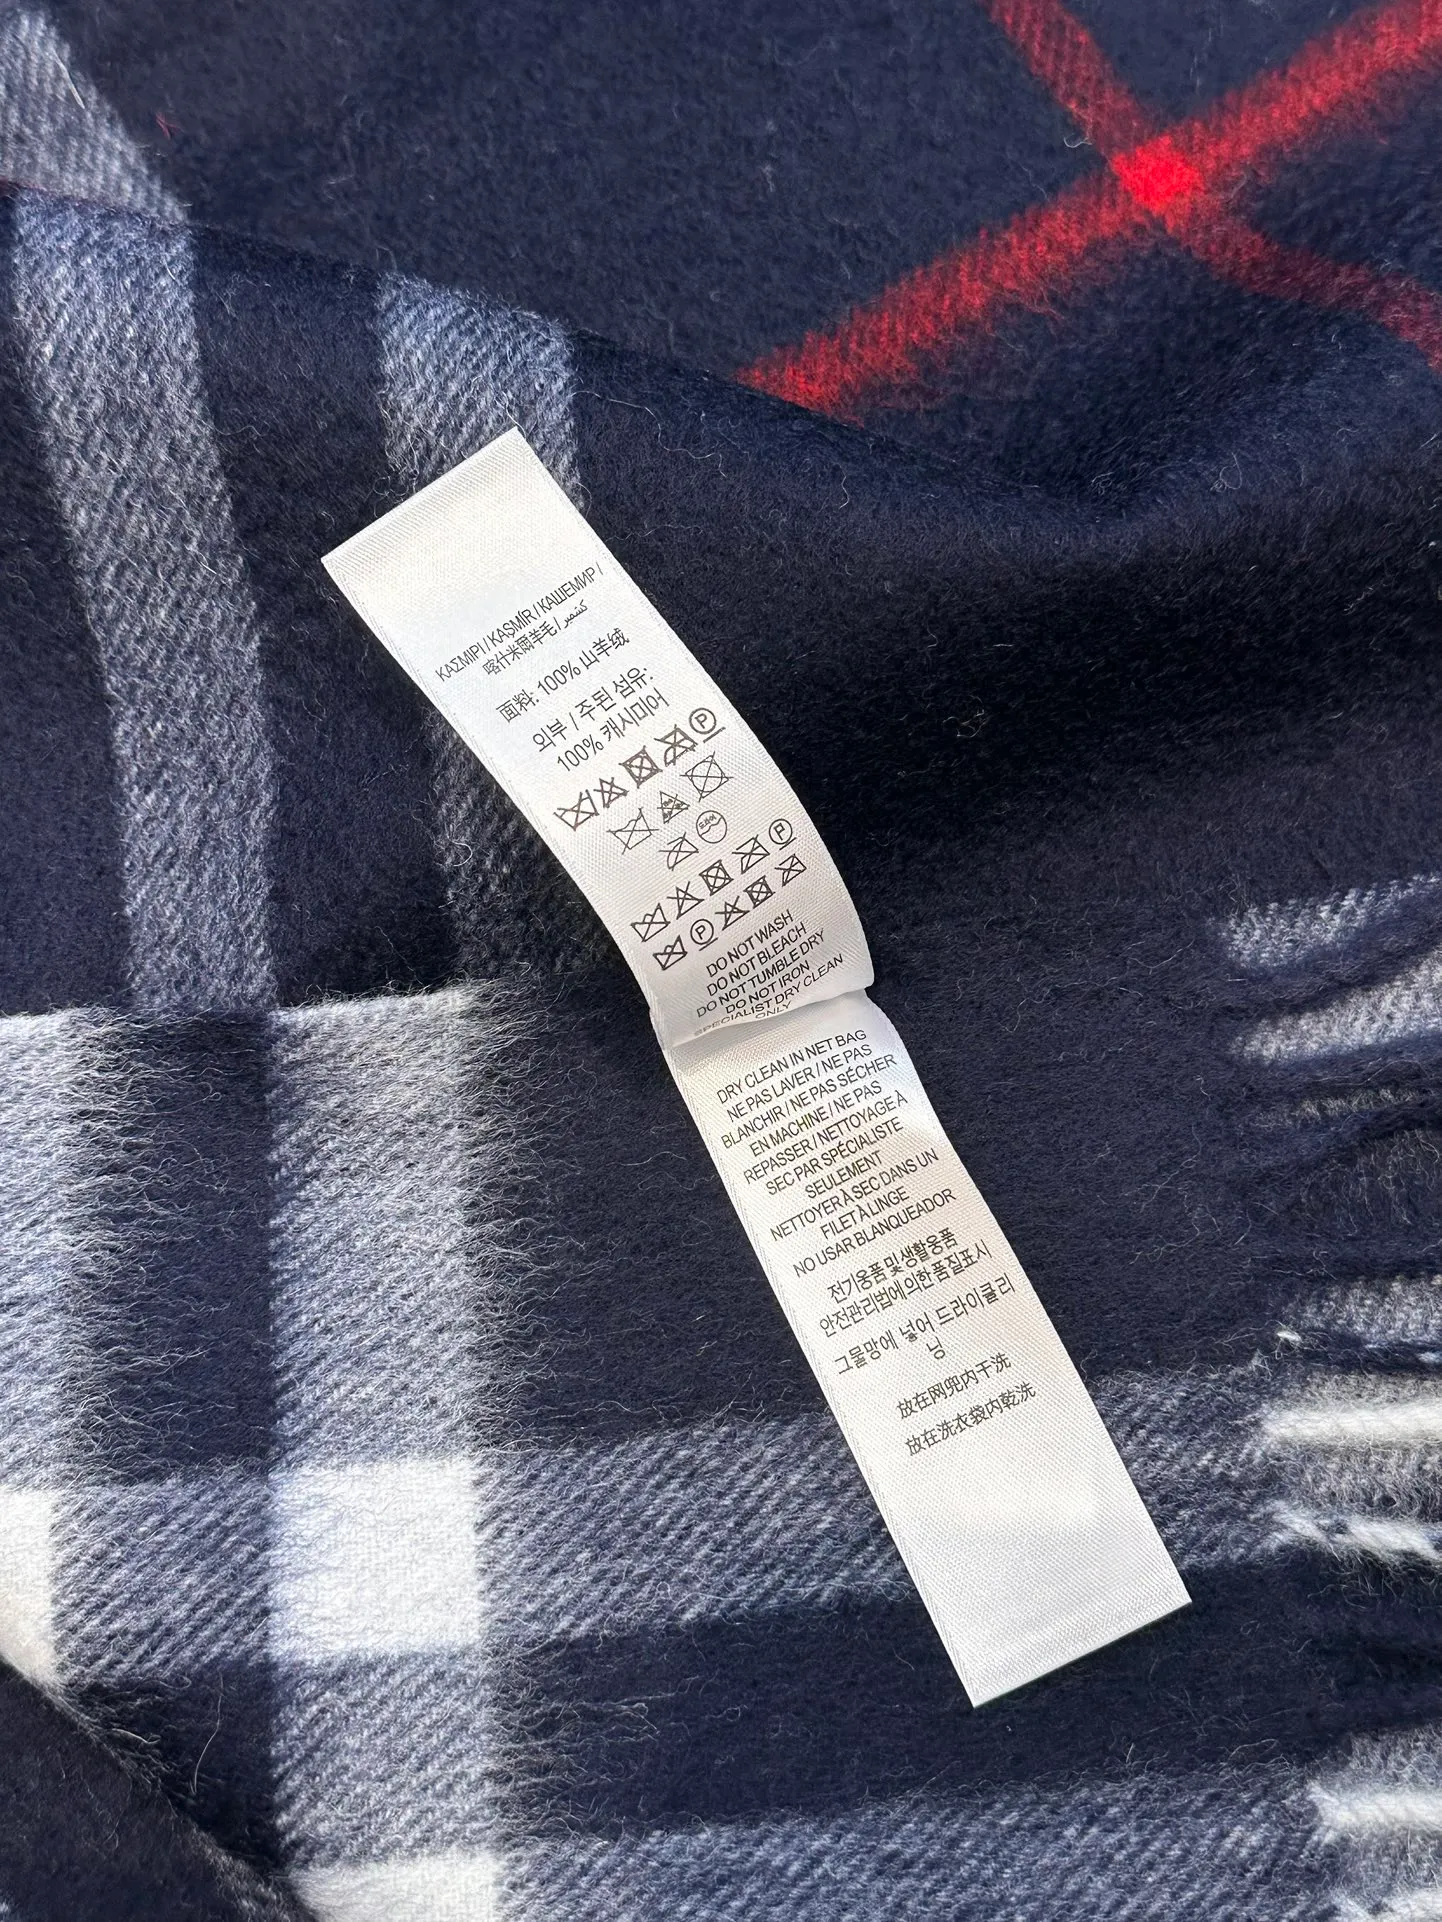 ΚΑΣΜΙΡΙ / KAŞMİR / КАШЕМИР /
喀什米爾羊毛 / كشمير
面料: 100% 山羊绒
외부 / 주된 섬유:
100% 캐시미어
P
P
P
DO NOT WASH
DO NOT BLEACH
DO NOT TUMBLE DRY
DO NOT IRON
SPECIALIST DRY CLEAN
ONLY
DRY CLEAN IN NET BAG
NE PAS LAVER / NE PAS
BLANCHIR / NE PAS SÉCHER
EN MACHINE / NE PAS
REPASSER / NETTOYAGE À
SEC PAR SPÉCIALISTE
SEULEMENT
NETTOYER À SEC DANS UN
FILET À LINGE
NO USAR BLANQUEADOR
전기용품 및 생활용품
안전관리법에 의한 품질표시
그물망에 넣어 드라이클리
닝
放在网兜内干洗
放在洗衣袋内乾洗